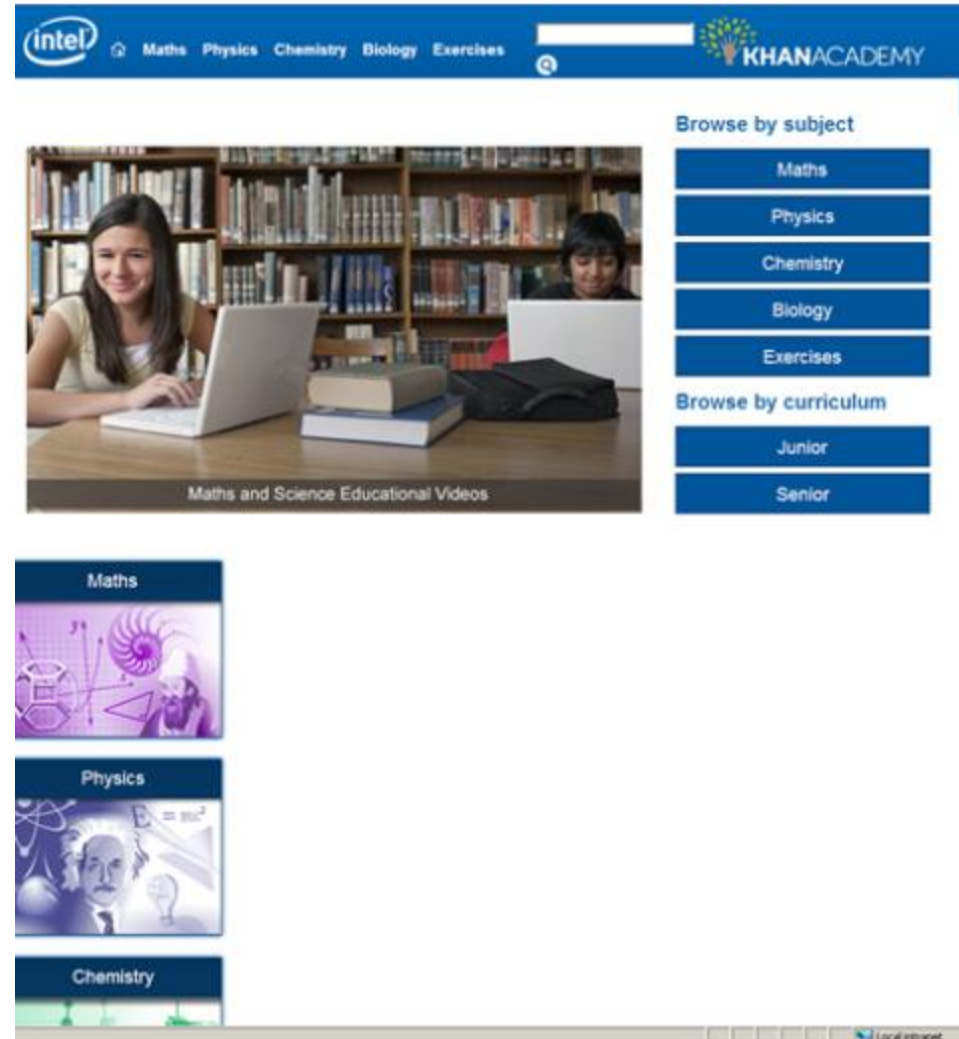 intel Maths Physics Chemistry Biology Exercises KHANACADEMY
Browse by subject
Maths
Physics
Chemistry
Biology
Exercises
Browse by curriculum
Junior
Senior
Maths and Science Educational Videos
Maths
y
x
Physics
E = mc²
Chemistry
Local intranet